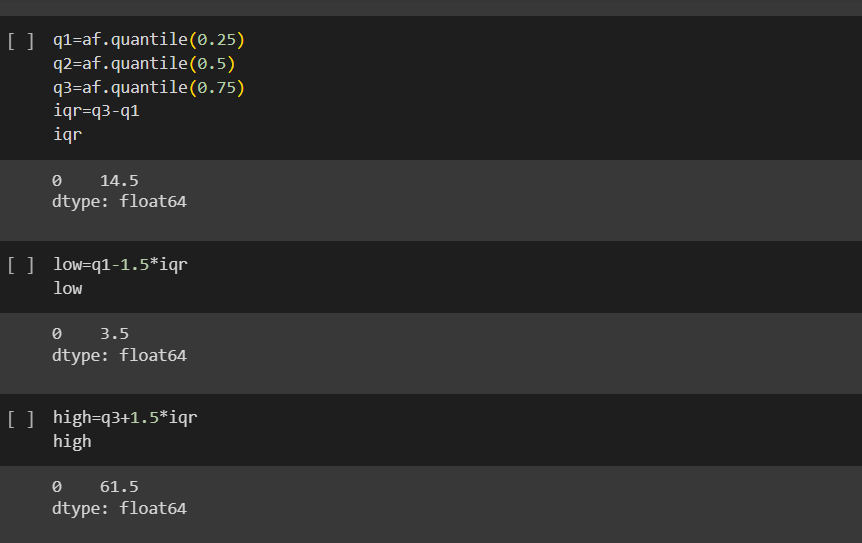 [ ] q1=af.quantile(0.25)
q2=af.quantile(0.5)
q3=af.quantile(0.75)
iqr=q3-q1
iqr
0    14.5
dtype: float64
[ ] low=q1-1.5*iqr
low
0    3.5
dtype: float64
[ ] high=q3+1.5*iqr
high
0    61.5
dtype: float64